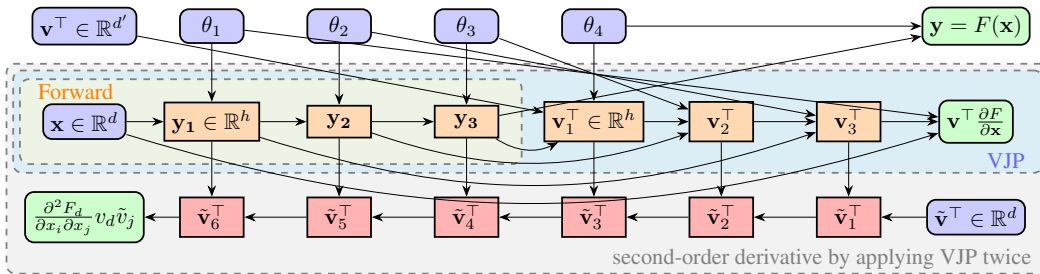 𝐯⊤ ∈ ℝ^{d′} θ₁ θ₂ θ₃ θ₄ 𝐲 = F(𝐱)
Forward
𝐱 ∈ ℝ^d 𝐲₁ ∈ ℝ^h 𝐲₂ 𝐲₃ 𝐯₁⊤ ∈ ℝ^h 𝐯₂⊤ 𝐯₃⊤ 𝐯⊤ ∂F/∂𝐱
VJP
∂²F_d/∂x_i∂x_j v_d ṽ_j 𝐯̃₆⊤ 𝐯̃₅⊤ 𝐯̃₄⊤ 𝐯̃₃⊤ 𝐯̃₂⊤ 𝐯̃₁⊤ 𝐯̃⊤ ∈ ℝ^d
second-order derivative by applying VJP twice